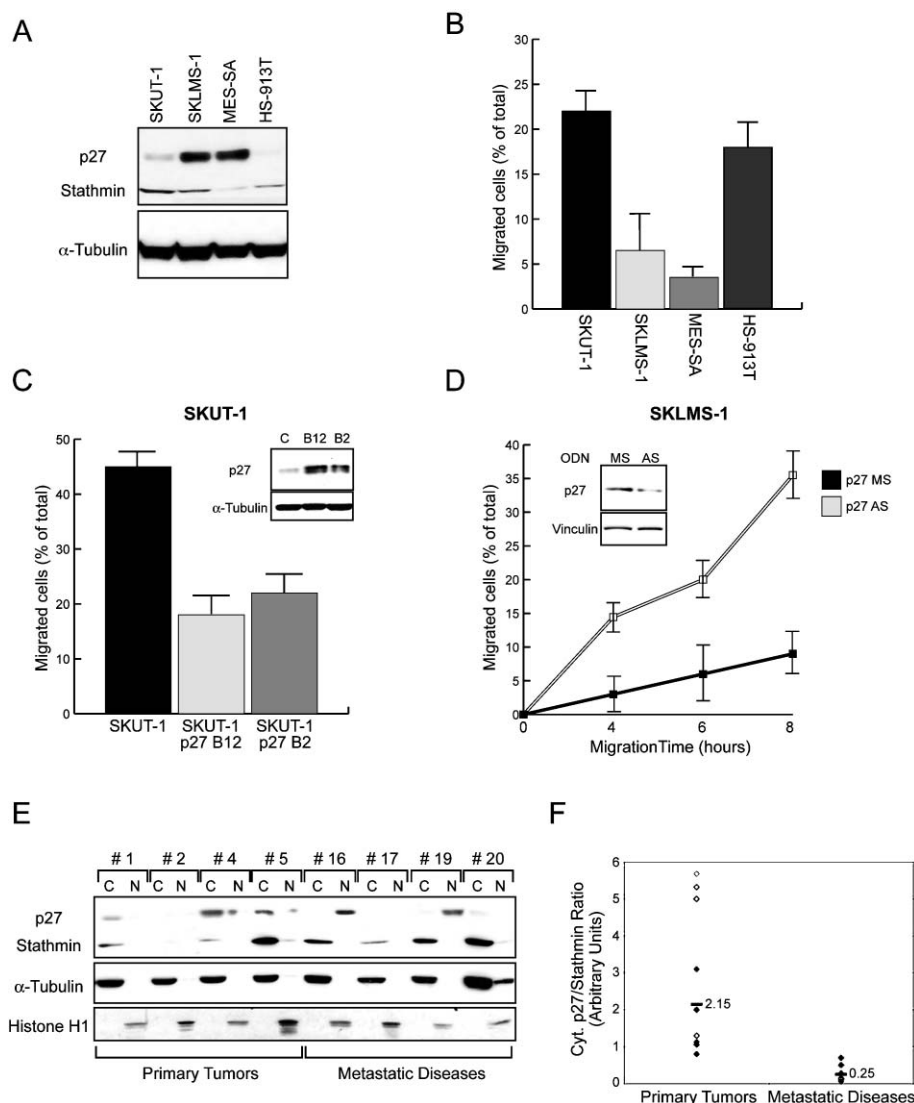 A
SKUT-1
SKLMS-1
MES-SA
HS-913T
p27
Stathmin
α-Tubulin
B
Migrated cells (% of total)
30
25
20
15
10
5
0
SKUT-1
SKLMS-1
MES-SA
HS-913T
C
SKUT-1
Migrated cells (% of total)
50
40
30
20
10
0
C B12 B2
p27
α-Tubulin
SKUT-1
SKUT-1
p27 B12
SKUT-1
p27 B2
D
SKLMS-1
Migrated cells (% of total)
40
35
30
25
20
15
10
5
0
ODN MS AS
p27
Vinculin
p27 MS
p27 AS
0 4 6 8
MigrationTime (hours)
E
# 1 # 2 # 4 # 5 # 16 # 17 # 19 # 20
C N C N C N C N C N C N C N C N
p27
Stathmin
α-Tubulin
Histone H1
Primary Tumors Metastatic Diseases
F
Cyt. p27/Stathmin Ratio
(Arbitrary Units)
6
5
4
3
2
1
0
2.15
0.25
Primary Tumors Metastatic Diseases